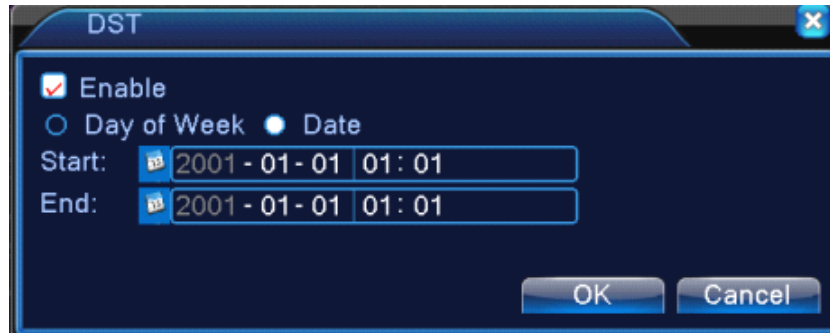 DST
Enable
Day of Week Date
Start: 2001 - 01 - 01 01: 01
End: 2001 - 01 - 01 01: 01
OK Cancel